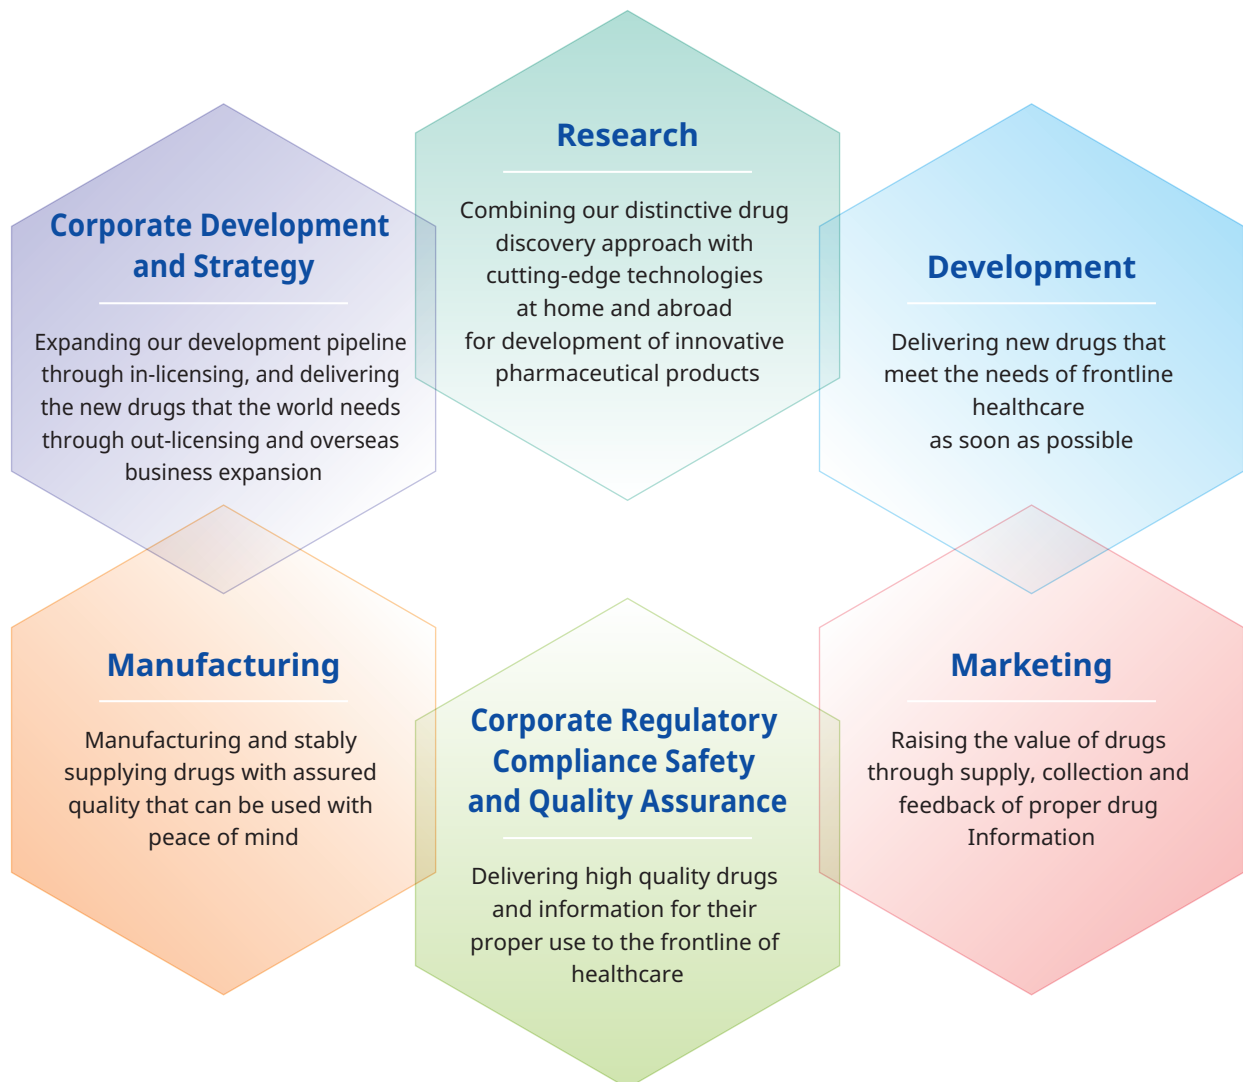 Research
Combining our distinctive drug
discovery approach with
cutting-edge technologies
at home and abroad
for development of innovative
pharmaceutical products
Corporate Development
and Strategy
Expanding our development pipeline
through in-licensing, and delivering
the new drugs that the world needs
through out-licensing and overseas
business expansion
Development
Delivering new drugs that
meet the needs of frontline
healthcare
as soon as possible
Manufacturing
Manufacturing and stably
supplying drugs with assured
quality that can be used with
peace of mind
Corporate Regulatory
Compliance Safety
and Quality Assurance
Delivering high quality drugs
and information for their
proper use to the frontline of
healthcare
Marketing
Raising the value of drugs
through supply, collection and
feedback of proper drug
Information